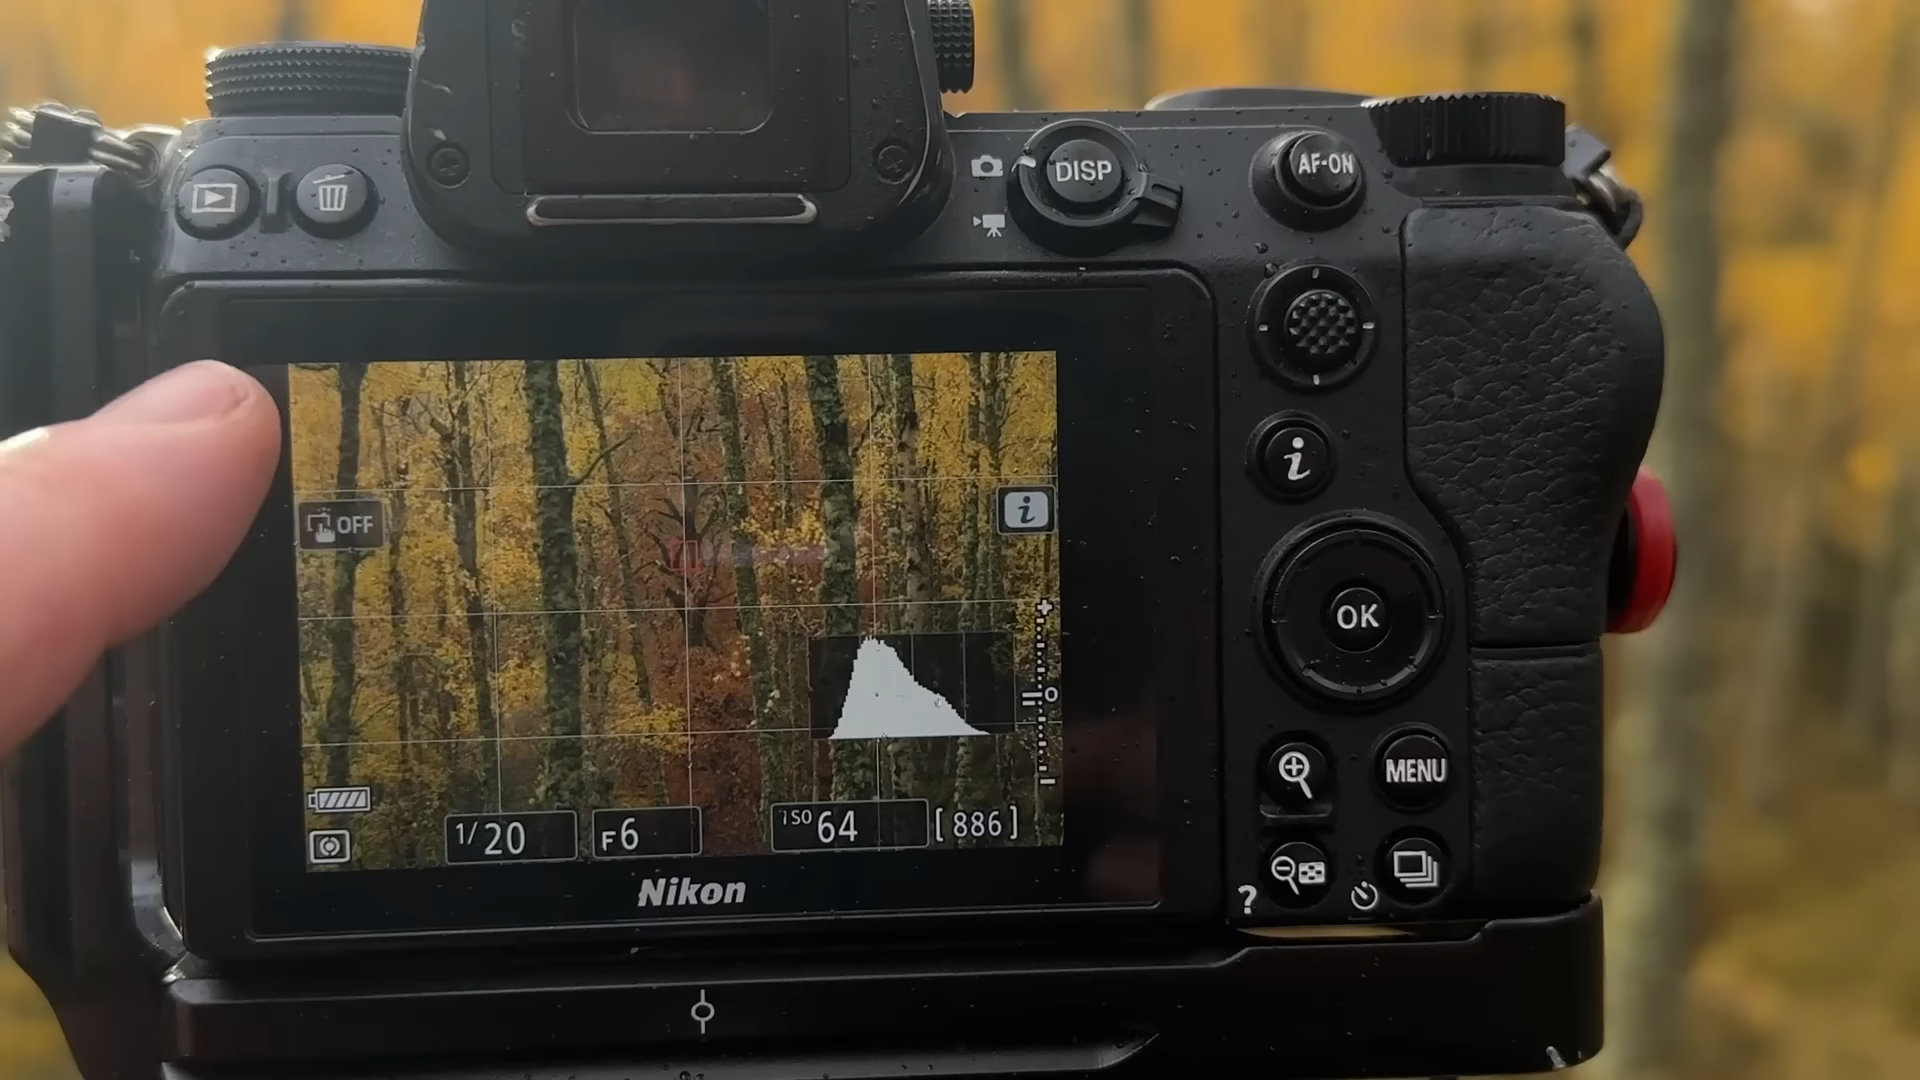 DISP
AF-ON
OFF
i
i
OK
MENU
1/20
F6
ISO 64
[886]
Nikon
?